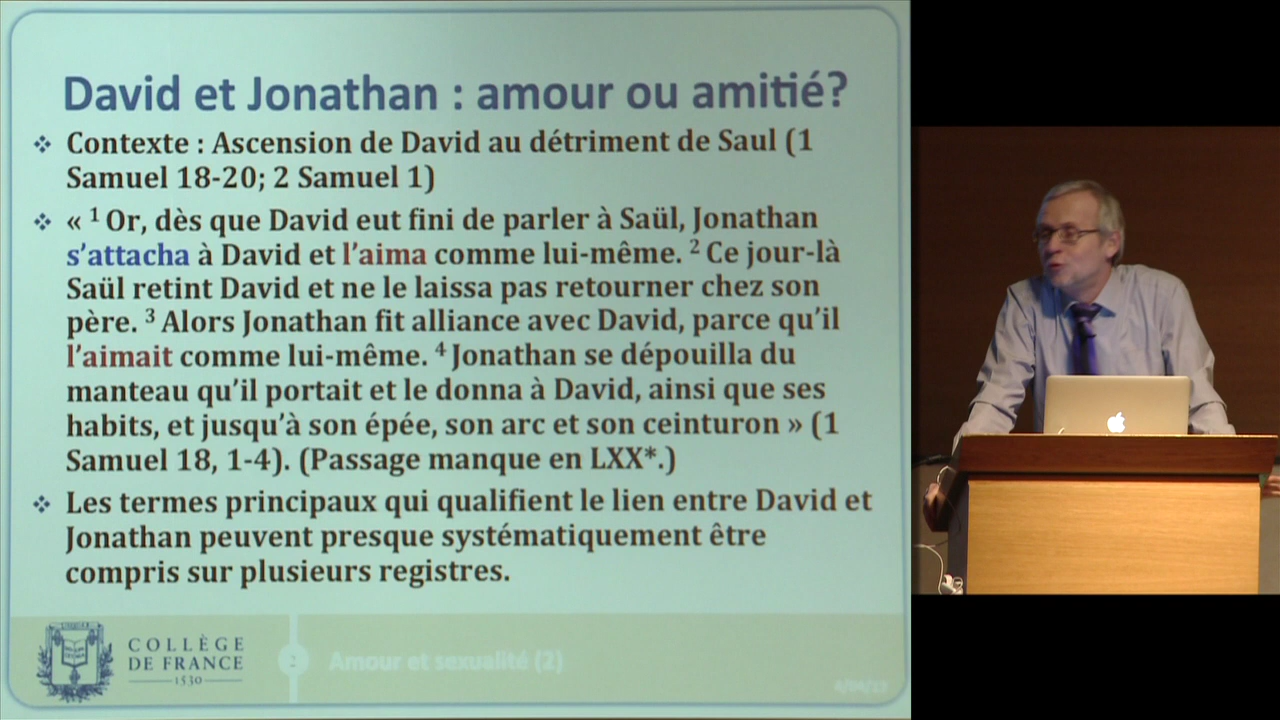 David et Jonathan : amour ou amitié?
Contexte : Ascension de David au détriment de Saul (1
Samuel 18-20; 2 Samuel 1)
« 1 Or, dès que David eut fini de parler à Saül, Jonathan
s’attacha à David et l’aima comme lui-même. 2 Ce jour-là
Saül retint David et ne le laissa pas retourner chez son
père. 3 Alors Jonathan fit alliance avec David, parce qu’il
l’aimait comme lui-même. 4 Jonathan se dépouilla du
manteau qu’il portait et le donna à David, ainsi que ses
habits, et jusqu’à son épée, son arc et son ceinturon » (1
Samuel 18, 1-4). (Passage manque en LXX*.)
Les termes principaux qui qualifient le lien entre David et
Jonathan peuvent presque systématiquement être
compris sur plusieurs registres.
COLLÈGE
DE FRANCE
1530
Amour et sexualité (2)